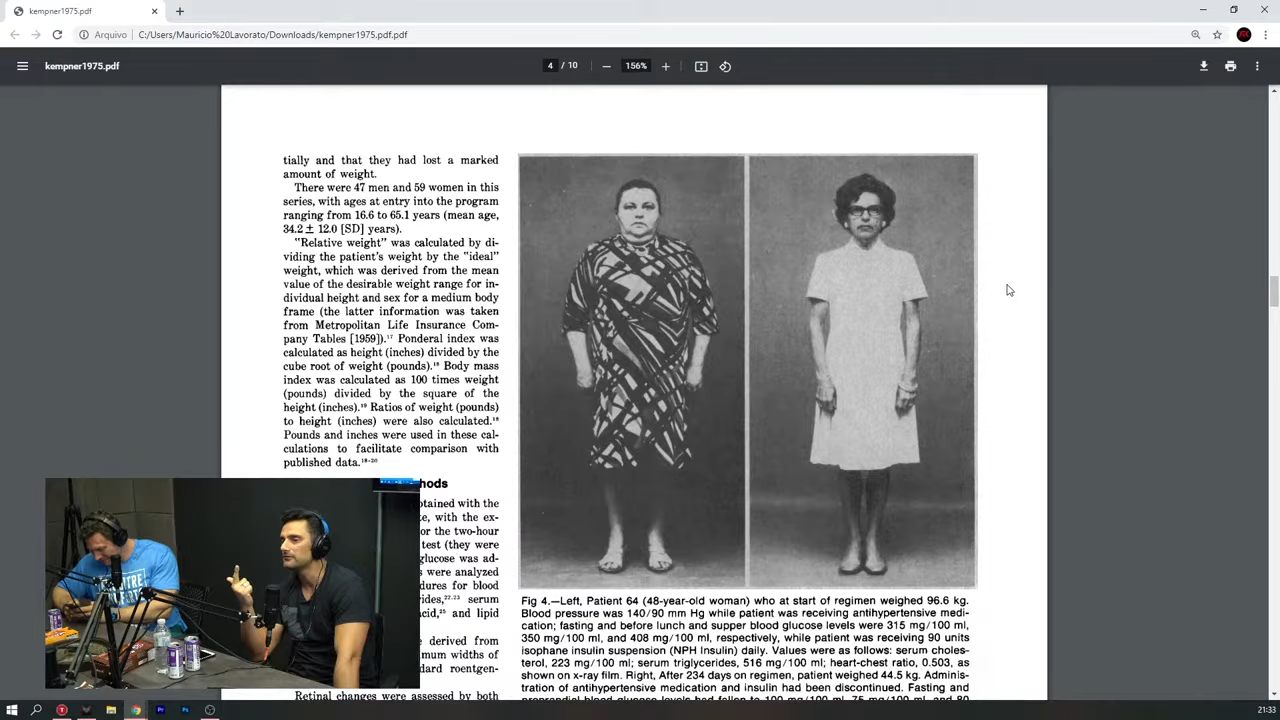 kempner1975.pdf
Arquivo
C:/Users/Mauricio%20Lavorato/Downloads/kempner1975.pdf.pdf
kempner1975.pdf
4 / 10
156%
tially and that they had lost a marked
amount of weight.
There were 47 men and 59 women in this
series, with ages at entry into the program
ranging from 16.6 to 65.1 years (mean age,
34.2 ± 12.0 [SD] years).
"Relative weight" was calculated by di-
viding the patient's weight by the "ideal"
weight, which was derived from the mean
value of the desirable weight range for in-
dividual height and sex for a medium body
frame (the latter information was taken
from Metropolitan Life Insurance Com-
pany Tables [1959]).¹⁷ Ponderal index was
calculated as height (inches) divided by the
cube root of weight (pounds).¹⁸ Body mass
index was calculated as 100 times weight
(pounds) divided by the square of the
height (inches).¹⁹ Ratios of weight (pounds)
to height (inches) were also calculated.¹⁸
Pounds and inches were used in these cal-
culations to facilitate comparison with
published data.¹⁸⁻²⁰
hods
otained with the
te, with the ex-
or the two-hour
test (they were
glucose was ad-
s were analyzed
dures for blood
rides,²²·²³ serum
cid,²⁵ and lipid
e derived from
mum widths of
dard roentgen-
Retinal changes were assessed by both
Fig 4.—Left, Patient 64 (48-year-old woman) who at start of regimen weighed 96.6 kg.
Blood pressure was 140/90 mm Hg while patient was receiving antihypertensive medi-
cation; fasting and before lunch and supper blood glucose levels were 315 mg/100 ml,
350 mg/100 ml, and 408 mg/100 ml, respectively, while patient was receiving 90 units
isophane insulin suspension (NPH Insulin) daily. Values were as follows: serum choles-
terol, 223 mg/100 ml; serum triglycerides, 516 mg/100 ml; heart-chest ratio, 0.503, as
shown on x-ray film. Right, After 234 days on regimen, patient weighed 44.5 kg. Adminis-
tration of antihypertensive medication and insulin had been discontinued. Fasting and
21:33